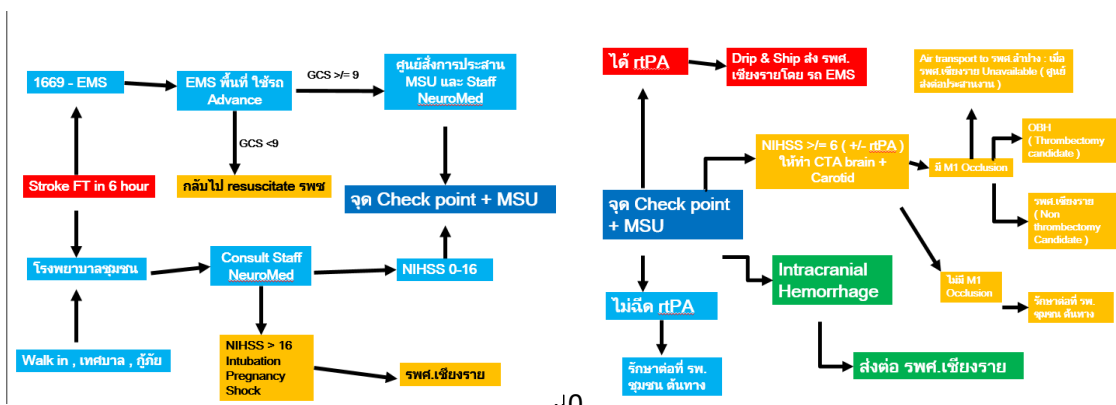 1669 - EMS
EMS พื้นที่ ใช้รถ
Advance
GCS >/= 9
ศูนย์สั่งการประสาน
MSU และ Staff
NeuroMed
GCS <9
Stroke FT in 6 hour
กลับไป resuscitate รพช
จุด Check point + MSU
โรงพยาบาลชุมชน
Consult Staff
NeuroMed
NIHSS 0-16
Walk in , เทศบาล , กู้ภัย
NIHSS > 16
Intubation
Pregnancy
Shock
รพศ.เชียงราย
ได้ rtPA
Drip & Ship ส่ง รพศ.
เชียงรายโดย รถ EMS
Air transport to รพศ.ลำปาง : เมื่อ
รพศ.เชียงราย Unavailable ( ศูนย์
ส่งต่อประสานงาน )
NIHSS >/= 6 ( +/- rtPA )
ให้ทำ CTA brain +
Carotid
มี M1 Occlusion
OBH
( Thrombectomy
candidate )
จุด Check point
+ MSU
รพศ.เชียงราย
( Non
thrombectomy
Candidate )
Intracranial
Hemorrhage
ไม่มี M1
Occlusion
ไม่ฉีด rtPA
รักษาต่อที่ รพ.
ชุมชน ต้นทาง
รักษาต่อที่ รพ.
ชุมชน ต้นทาง
ส่งต่อ รพศ.เชียงราย